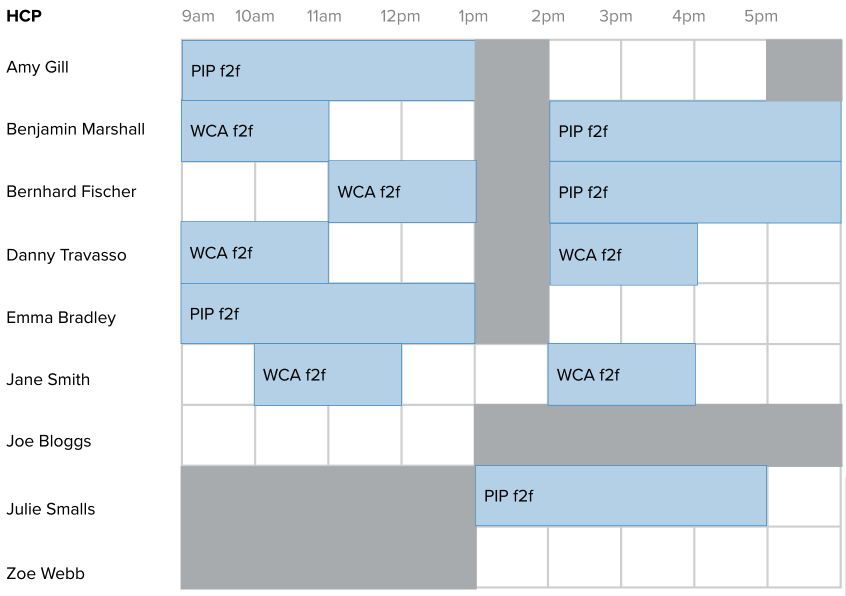 HCP 9am 10am 11am 12pm 1pm 2pm 3pm 4pm 5pm
Amy Gill PIP f2f
Benjamin Marshall WCA f2f PIP f2f
Bernhard Fischer WCA f2f PIP f2f
Danny Travasso WCA f2f WCA f2f
Emma Bradley PIP f2f
Jane Smith WCA f2f WCA f2f
Joe Bloggs
Julie Smalls PIP f2f
Zoe Webb